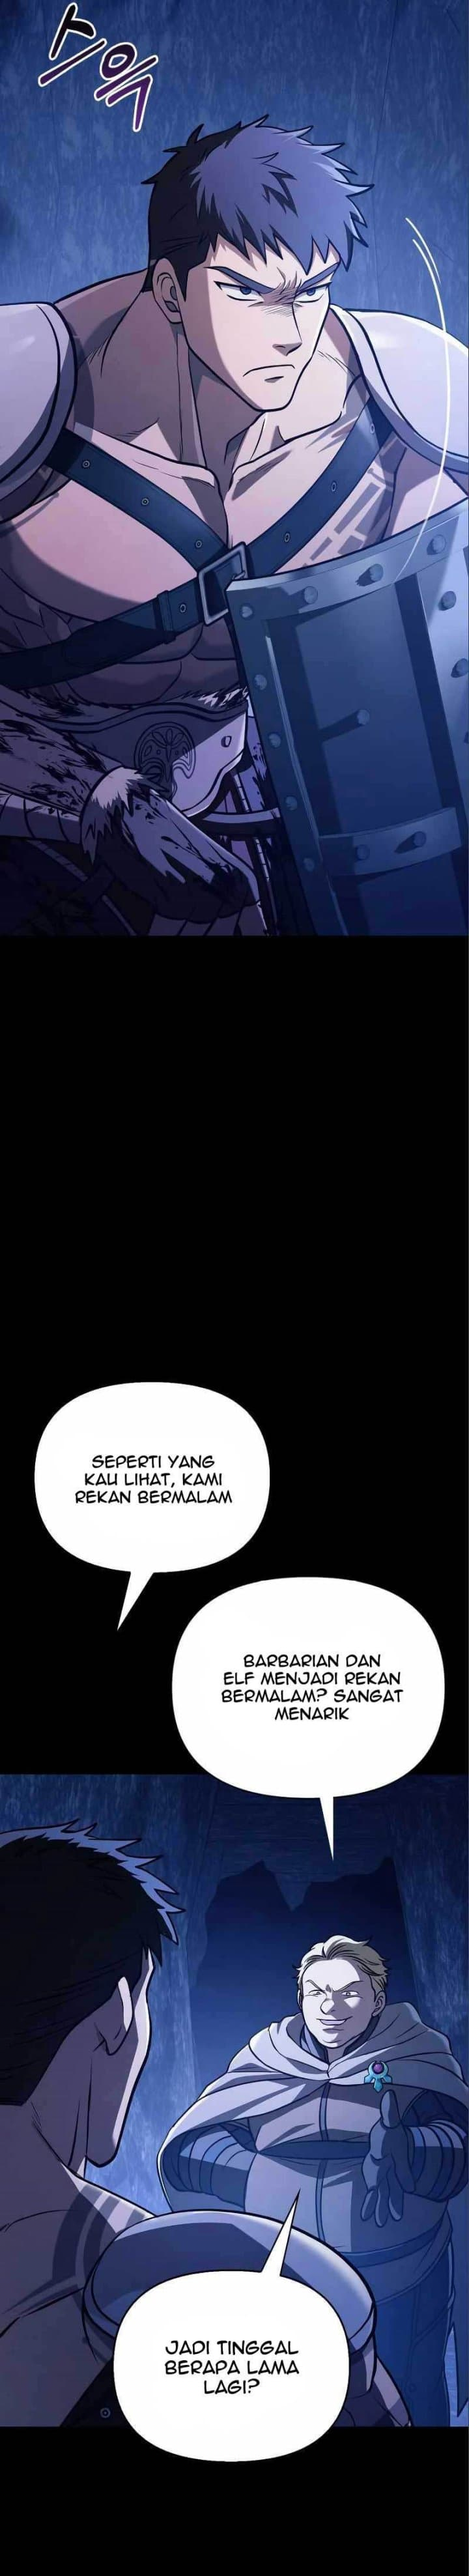 스윽
SEPERTI YANG
KAU LIHAT, KAMI
REKAN BERMALAM
BARBARIAN DAN
ELF MENJADI REKAN
BERMALAM? SANGAT
MENARIK
JADI TINGGAL
BERAPA LAMA
LAGI?